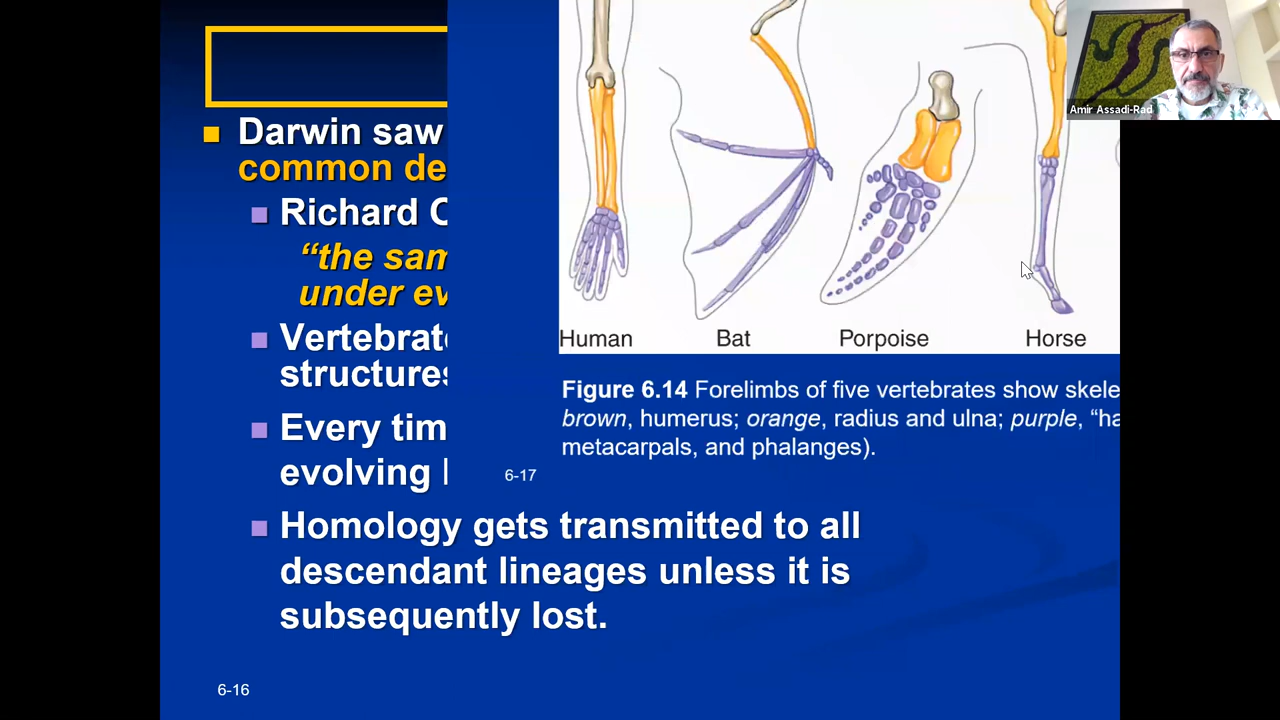 Darwin saw
common de
Richard
"the sam
under ev
Vertebrat
structures
Every tim
evolving
Homology gets transmitted to all
descendant lineages unless it is
subsequently lost.
6-16
Human Bat Porpoise Horse
Figure 6.14 Forelimbs of five vertebrates show skele
brown, humerus; orange, radius and ulna; purple, “ha
metacarpals, and phalanges).
6-17
Amir Assadi-Rad